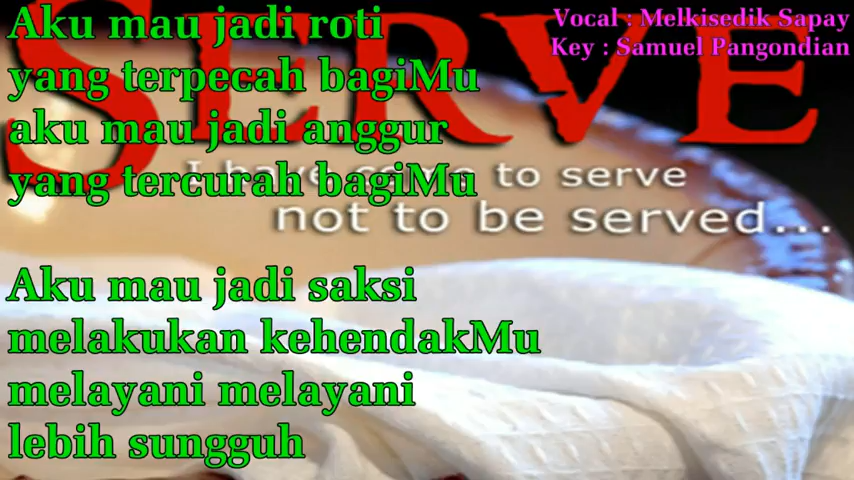 SERVE
Vocal : Melkisedik Sapay
Key : Samuel Pangondian
Aku mau jadi roti
yang terpecah bagiMu
aku mau jadi anggur
yang tercurah bagiMu
I have come to serve
not to be served...
Aku mau jadi saksi
melakukan kehendakMu
melayani melayani
lebih sungguh